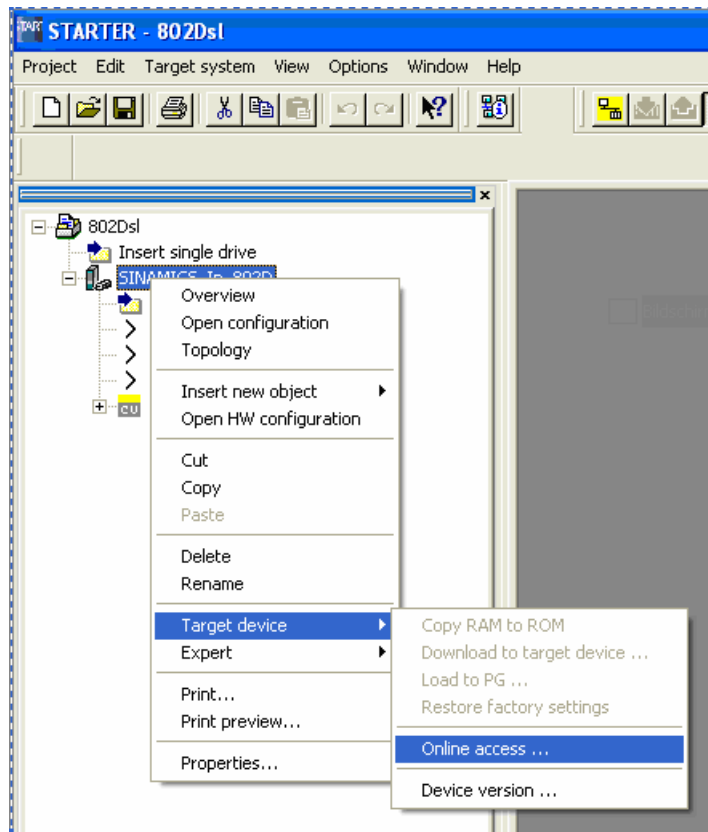 STARTER - 802Dsl
Project Edit Target system View Options Window Help
802Dsl
Insert single drive
SINAMICS_In_802D
Overview
Open configuration
Topology
Insert new object
Open HW configuration
Cut
Copy
Paste
Delete
Rename
Target device
Expert
Print...
Print preview...
Properties...
CU
Copy RAM to ROM
Download to target device ...
Load to PG ...
Restore factory settings
Online access ...
Device version ...